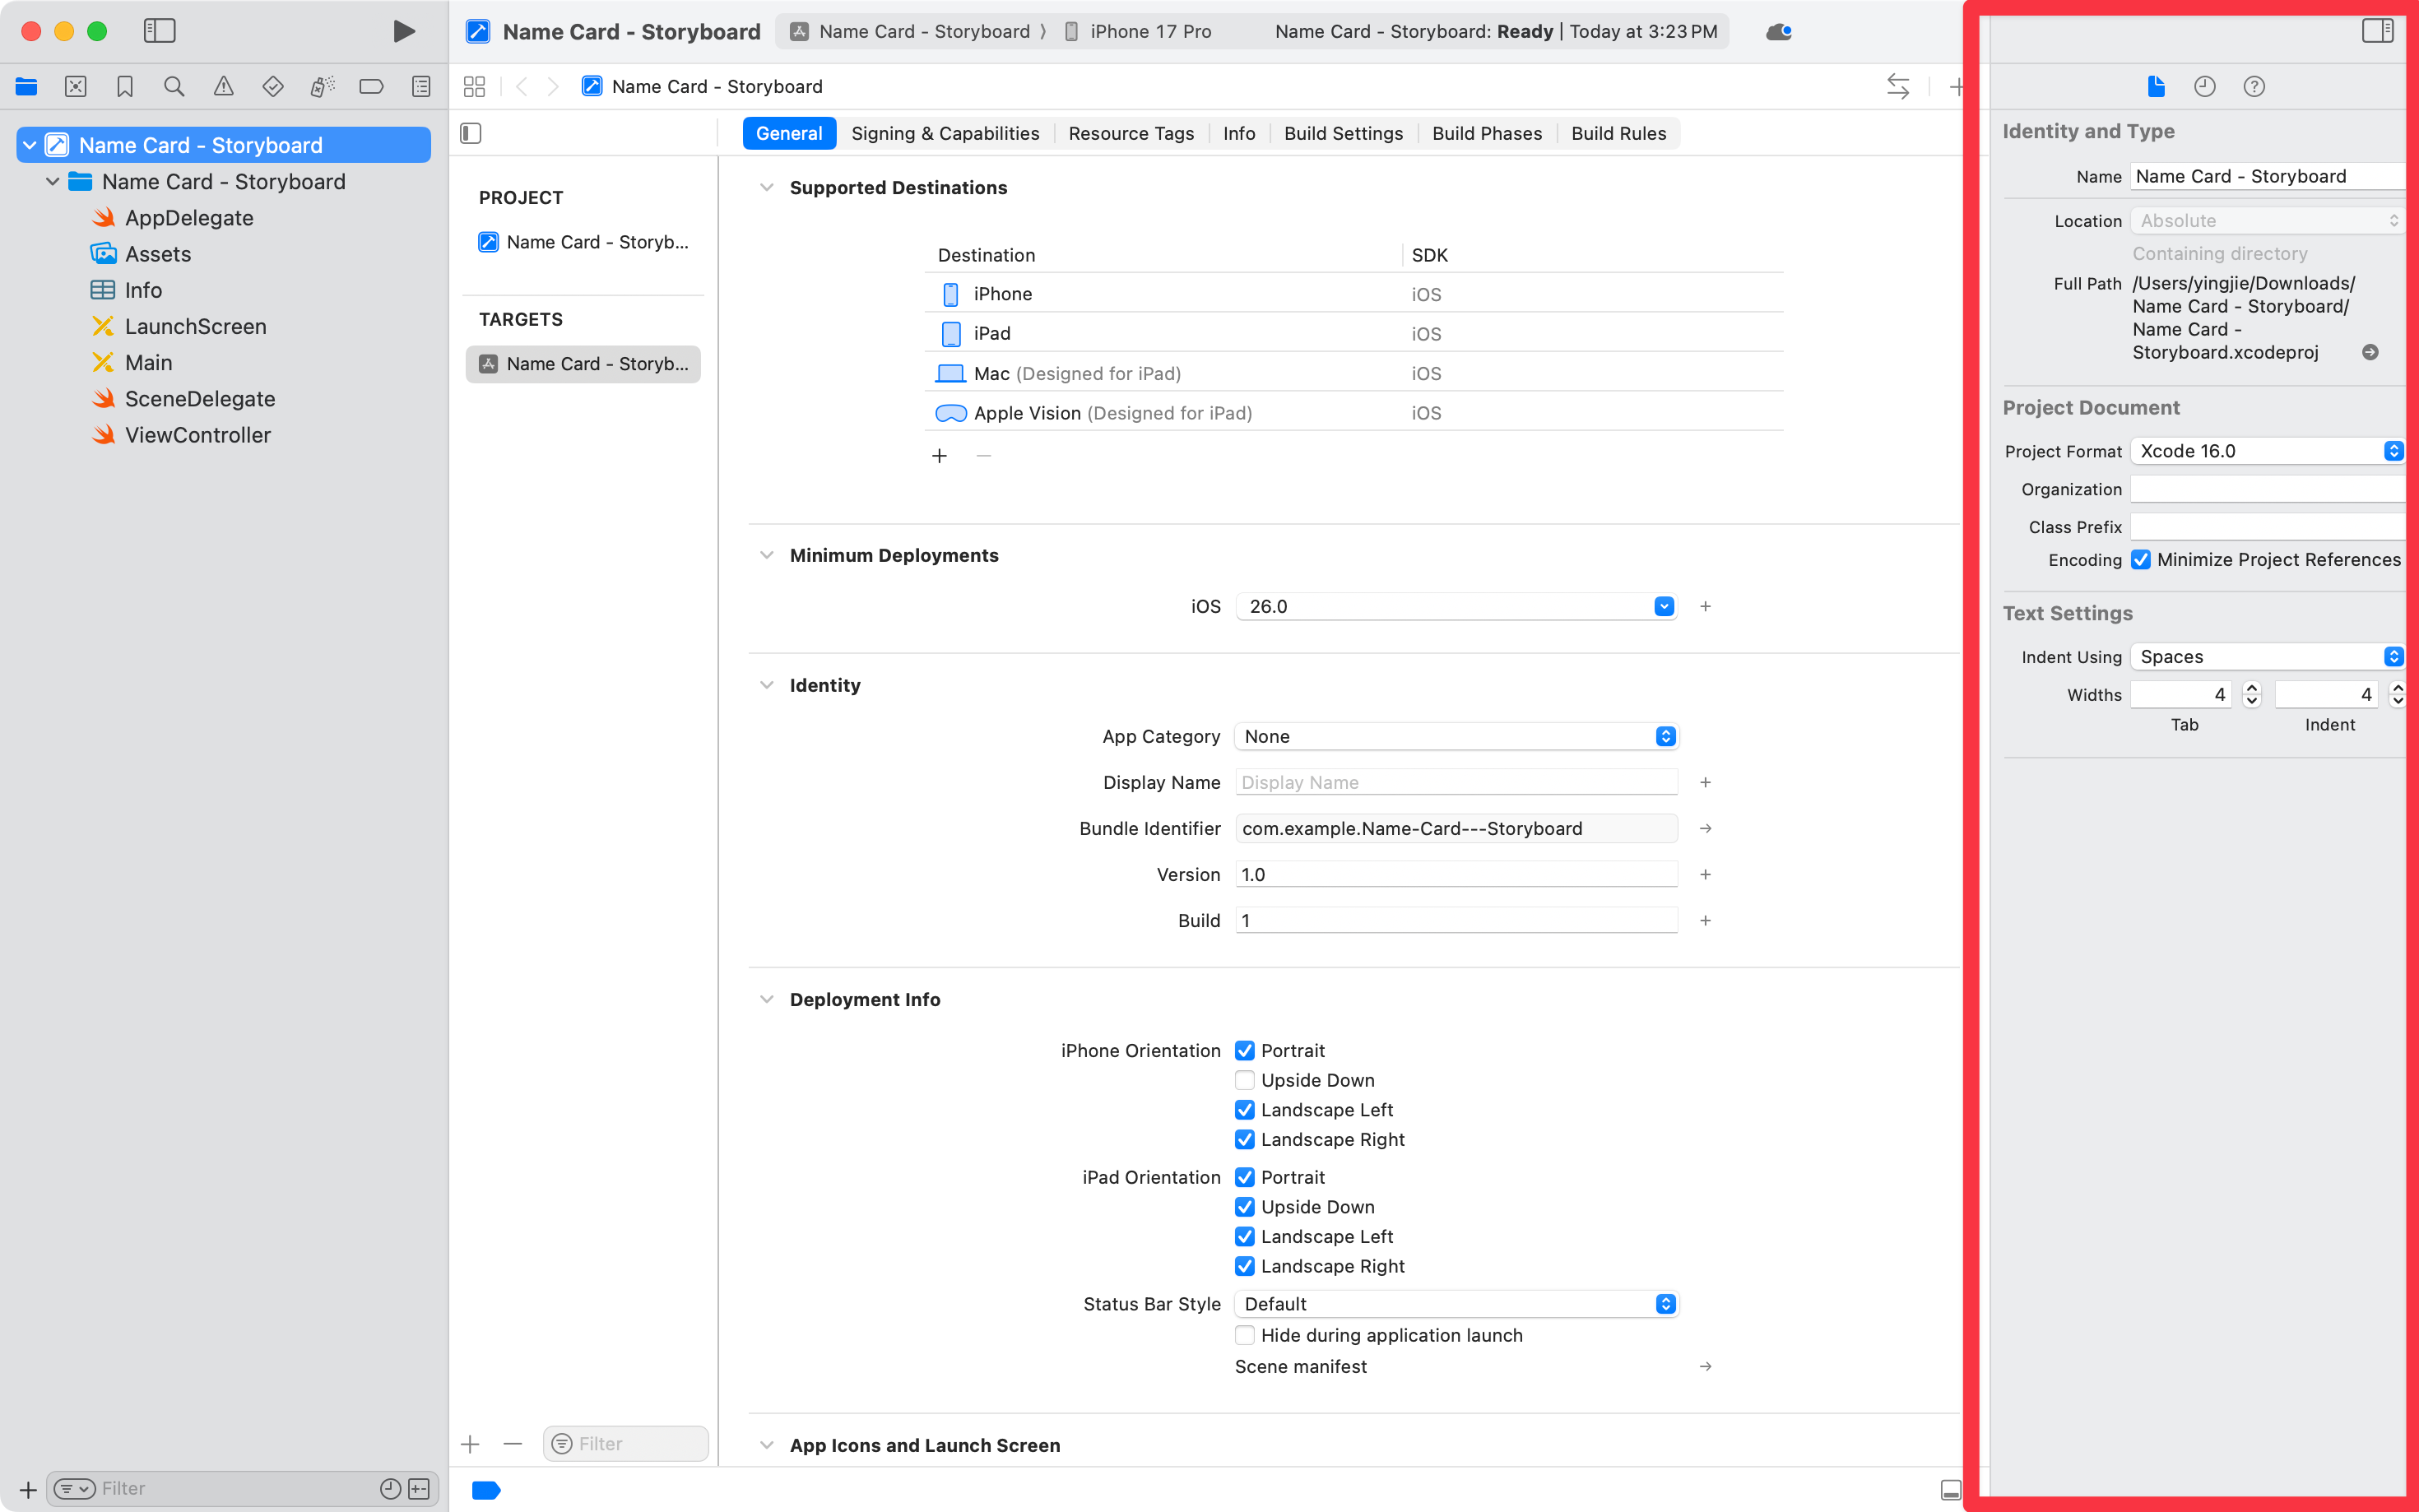 Name Card - Storyboard
Name Card - Storyboard
iPhone 17 Pro
Name Card - Storyboard: Ready | Today at 3:23 PM
Name Card - Storyboard
Name Card - Storyboard
Name Card - Storyboard
AppDelegate
Assets
Info
LaunchScreen
Main
SceneDelegate
ViewController
Filter
General
Signing & Capabilities
Resource Tags
Info
Build Settings
Build Phases
Build Rules
PROJECT
Name Card - Storyb...
TARGETS
Name Card - Storyb...
Filter
Supported Destinations
Destination SDK
iPhone iOS
iPad iOS
Mac (Designed for iPad) iOS
Apple Vision (Designed for iPad) iOS
Minimum Deployments
iOS 26.0
Identity
App Category None
Display Name Display Name
Bundle Identifier com.example.Name-Card---Storyboard
Version 1.0
Build 1
Deployment Info
iPhone Orientation Portrait
Upside Down
Landscape Left
Landscape Right
iPad Orientation Portrait
Upside Down
Landscape Left
Landscape Right
Status Bar Style Default
Hide during application launch
Scene manifest
App Icons and Launch Screen
Identity and Type
Name Name Card - Storyboard
Location Absolute
Containing directory
Full Path /Users/yingjie/Downloads/
Name Card - Storyboard/
Name Card -
Storyboard.xcodeproj
Project Document
Project Format Xcode 16.0
Organization
Class Prefix
Encoding Minimize Project References
Text Settings
Indent Using Spaces
Widths 4 4
Tab Indent